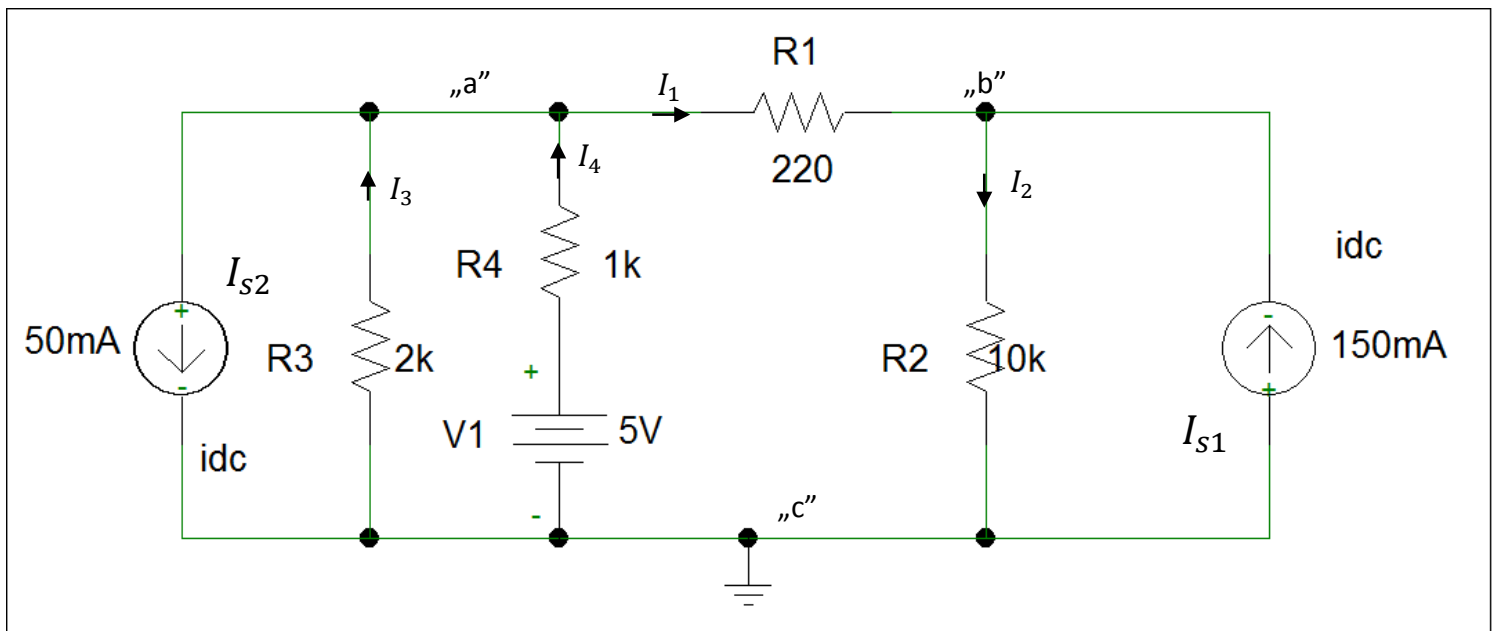 R1
„a”
I₁
„b”
220
I₃
I₄
I₂
R4
1k
Iₛ₂
idc
50mA
+
-
R3
2k
+
V1
5V
-
R2
10k
-
+
150mA
idc
Iₛ₁
„c”